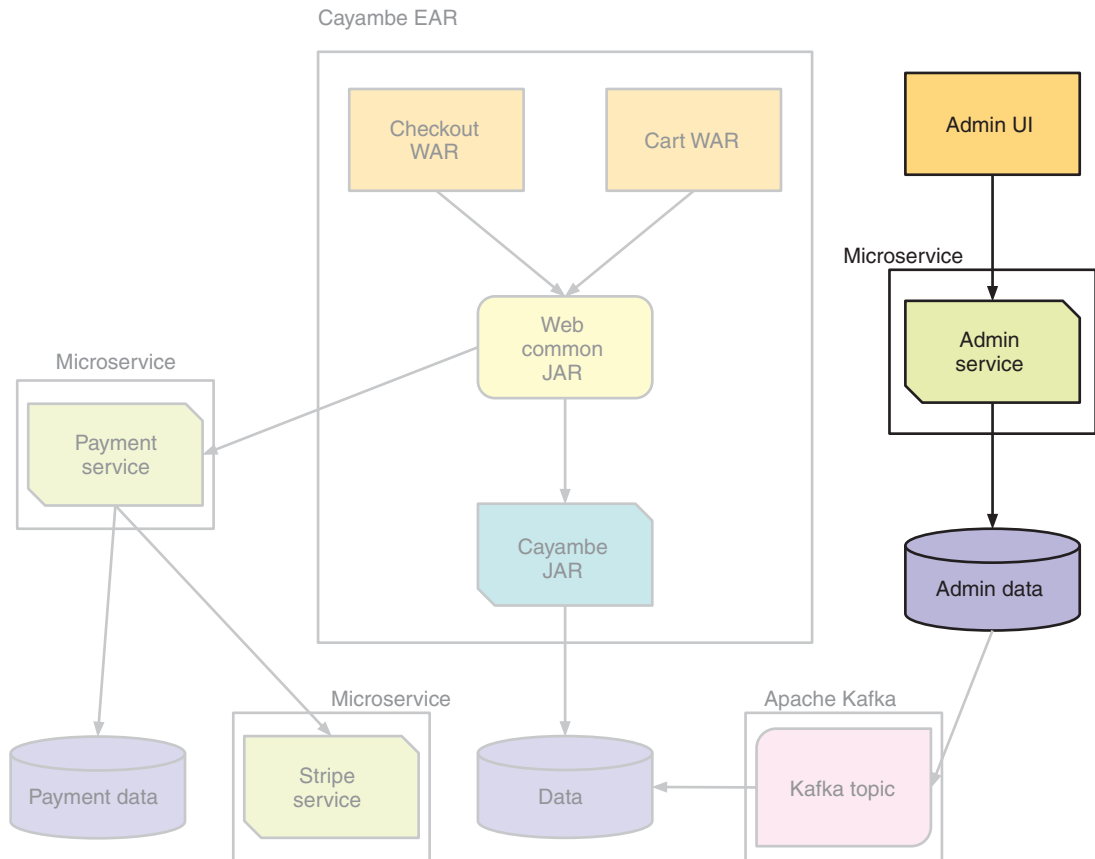 Cayambe EAR
Checkout
WAR
Cart WAR
Admin UI
Microservice
Admin
service
Web
common
JAR
Microservice
Payment
service
Cayambe
JAR
Admin data
Microservice
Apache Kafka
Payment data
Stripe
service
Data
Kafka topic